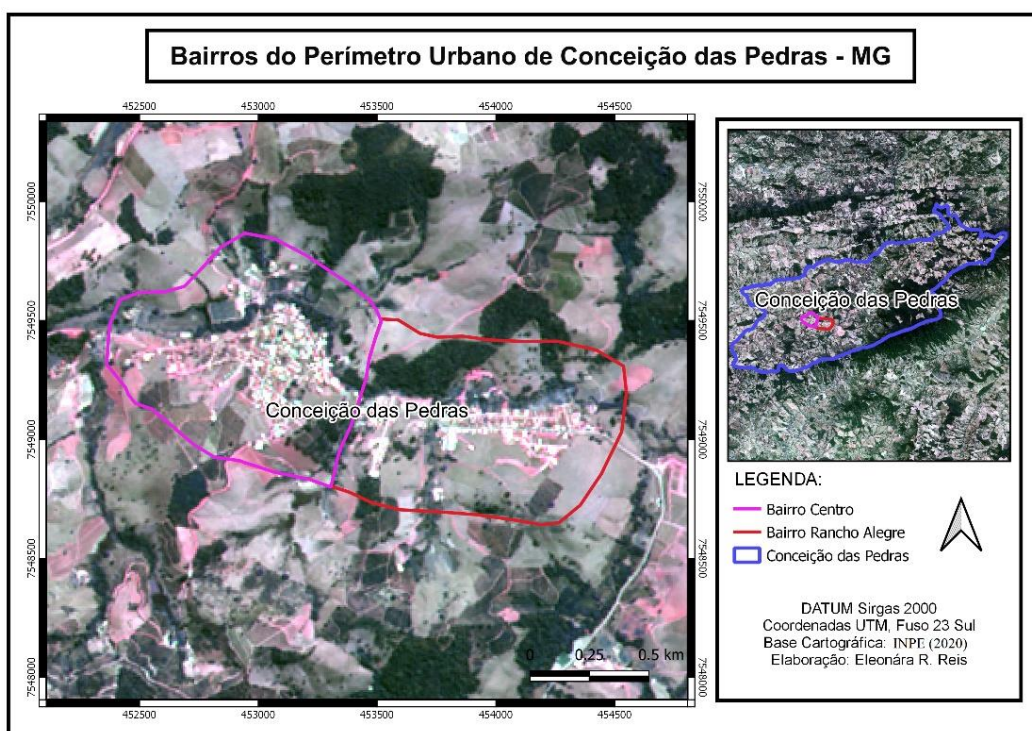 Bairros do Perímetro Urbano de Conceição das Pedras - MG
452500 453000 453500 454000 454500
7550000
7549500
7549000
7548500
7548000
7550000
7549500
7549000
7548500
7548000
Conceição das Pedras
0 0,25 0.5 km
452500 453000 453500 454000 454500
Conceição das Pedras
LEGENDA:
Bairro Centro
Bairro Rancho Alegre
Conceição das Pedras
DATUM Sirgas 2000
Coordenadas UTM, Fuso 23 Sul
Base Cartográfica: INPE (2020)
Elaboração: Eleonára R. Reis